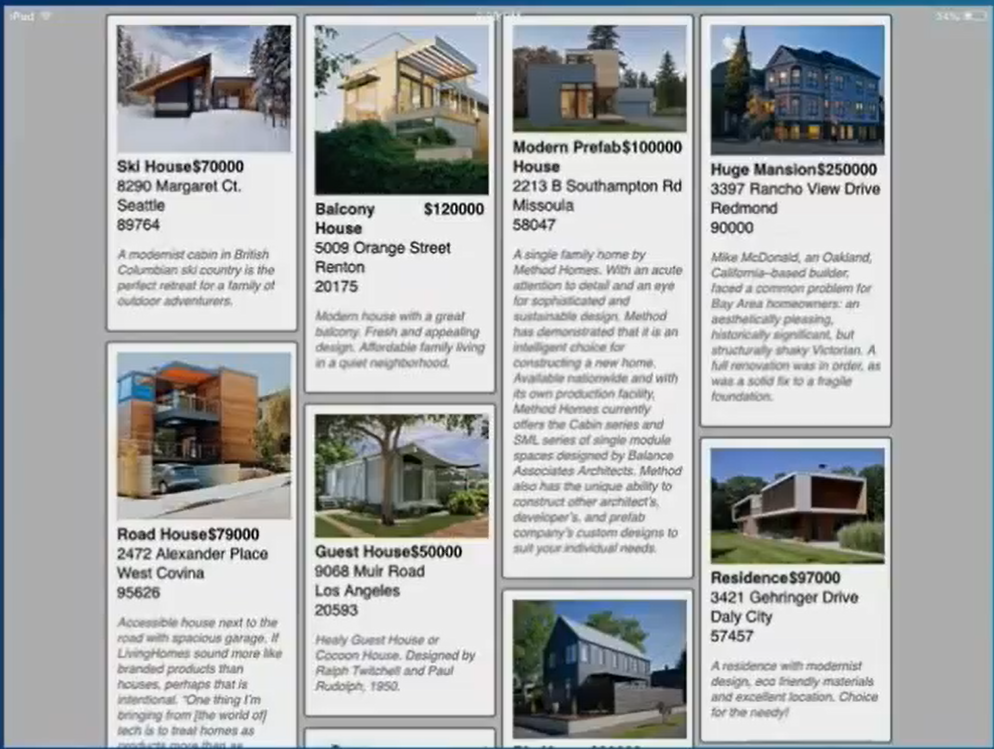 iPad
Ski House$70000
8290 Margaret Ct.
Seattle
89764
A modernist cabin in British
Columbian ski country is the
perfect retreat for a family of
outdoor adventurers.
Road House$79000
2472 Alexander Place
West Covina
95626
Accessible house next to the
road with spacious garage. If
LivingHomes sound more like
branded products than
houses, perhaps that is
intentional. "One thing I'm
bringing from [the world of]
tech is to treat homes as
products more than as
Balcony $120000
House
5009 Orange Street
Renton
20175
Modern house with a great
balcony. Fresh and appealing
design. Affordable family living
in a quiet neighborhood.
Guest House$50000
9068 Muir Road
Los Angeles
20593
Healy Guest House or
Cocoon House. Designed by
Ralph Twitchell and Paul
Rudolph, 1950.
Modern Prefab$100000
House
2213 B Southampton Rd
Missoula
58047
A single family home by
Method Homes. With an acute
attention to detail and an eye
for sophisticated and
sustainable design. Method
has demonstrated that it is an
intelligent choice for
constructing a new home.
Available nationwide and with
its own production facility,
Method Homes currently
offers the Cabin series and
SML series of single module
spaces designed by Balance
Associates Architects. Method
also has the unique ability to
construct other architect's,
developer's, and prefab
company's custom designs to
suit your individual needs.
Huge Mansion$250000
3397 Rancho View Drive
Redmond
90000
Mike McDonald, an Oakland,
California–based builder,
faced a common problem for
Bay Area homeowners: an
aesthetically pleasing,
historically significant, but
structurally shaky Victorian. A
full renovation was in order, as
was a solid fix to a fragile
foundation.
Residence$97000
3421 Gehringer Drive
Daly City
57457
A residence with modernist
design, eco friendly materials
and excellent location. Choice
for the needy!